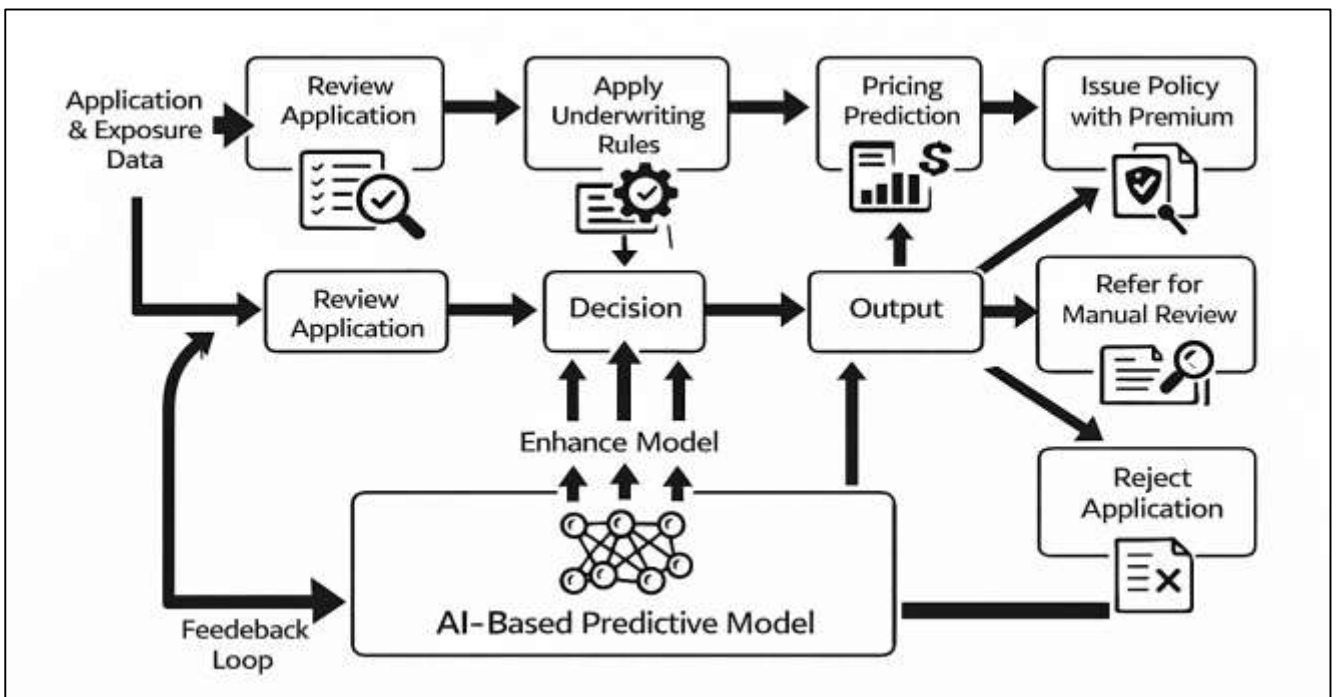 Application
& Exposure
Data
Review
Application
Apply
Underwriting
Rules
Pricing
Prediction
$
Issue Policy
with Premium
Review
Application
Decision
Output
Refer for
Manual Review
Enhance Model
Reject
Application
AI-Based Predictive Model
Feedeback
Loop